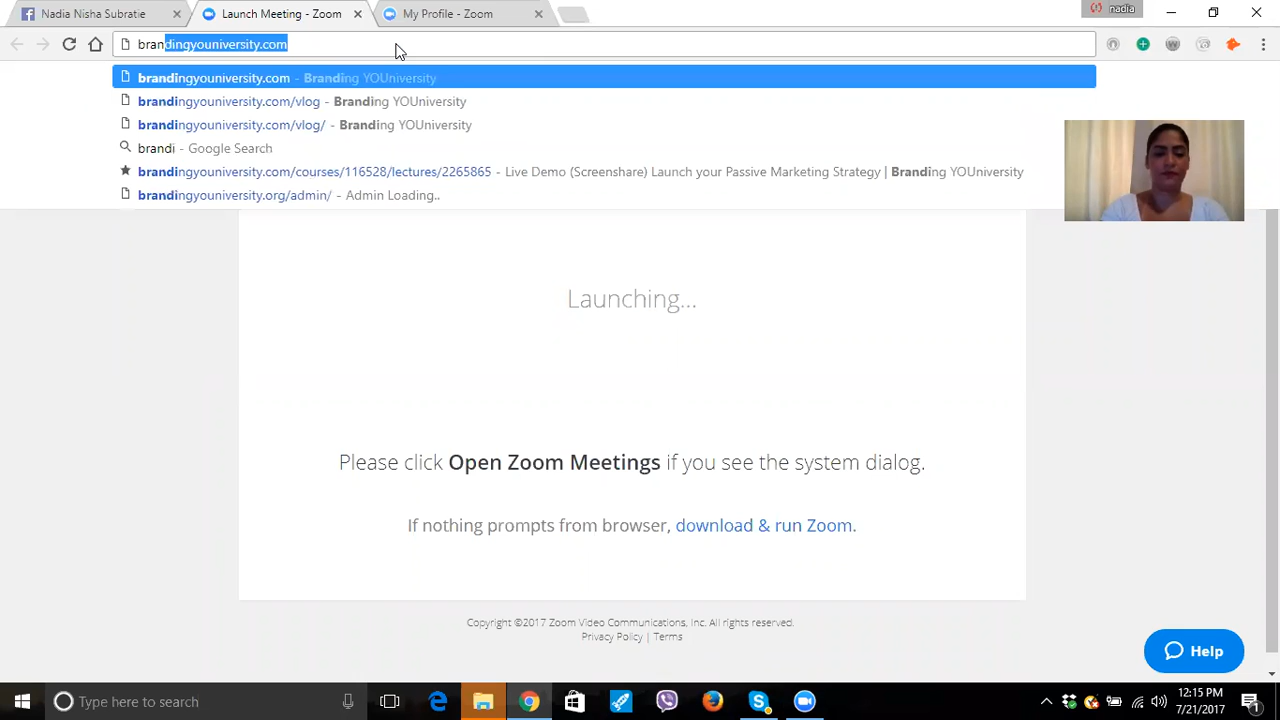 Nadia Nisha Subratie
Launch Meeting - Zoom
My Profile - Zoom
nadia
brandingyouniversity.com
brandingyouniversity.com - Branding YOUniversity
brandingyouniversity.com/vlog - Branding YOUniversity
brandingyouniversity.com/vlog/ - Branding YOUniversity
brandi - Google Search
brandingyouniversity.com/courses/116528/lectures/2265865 - Live Demo (Screenshare) Launch your Passive Marketing Strategy | Branding YOUniversity
brandingyouniversity.org/admin/ - Admin Loading..
Launching...
Please click Open Zoom Meetings if you see the system dialog.
If nothing prompts from browser, download & run Zoom.
Copyright ©2017 Zoom Video Communications, Inc. All rights reserved.
Privacy Policy | Terms
Help
Type here to search
12:15 PM
7/21/2017